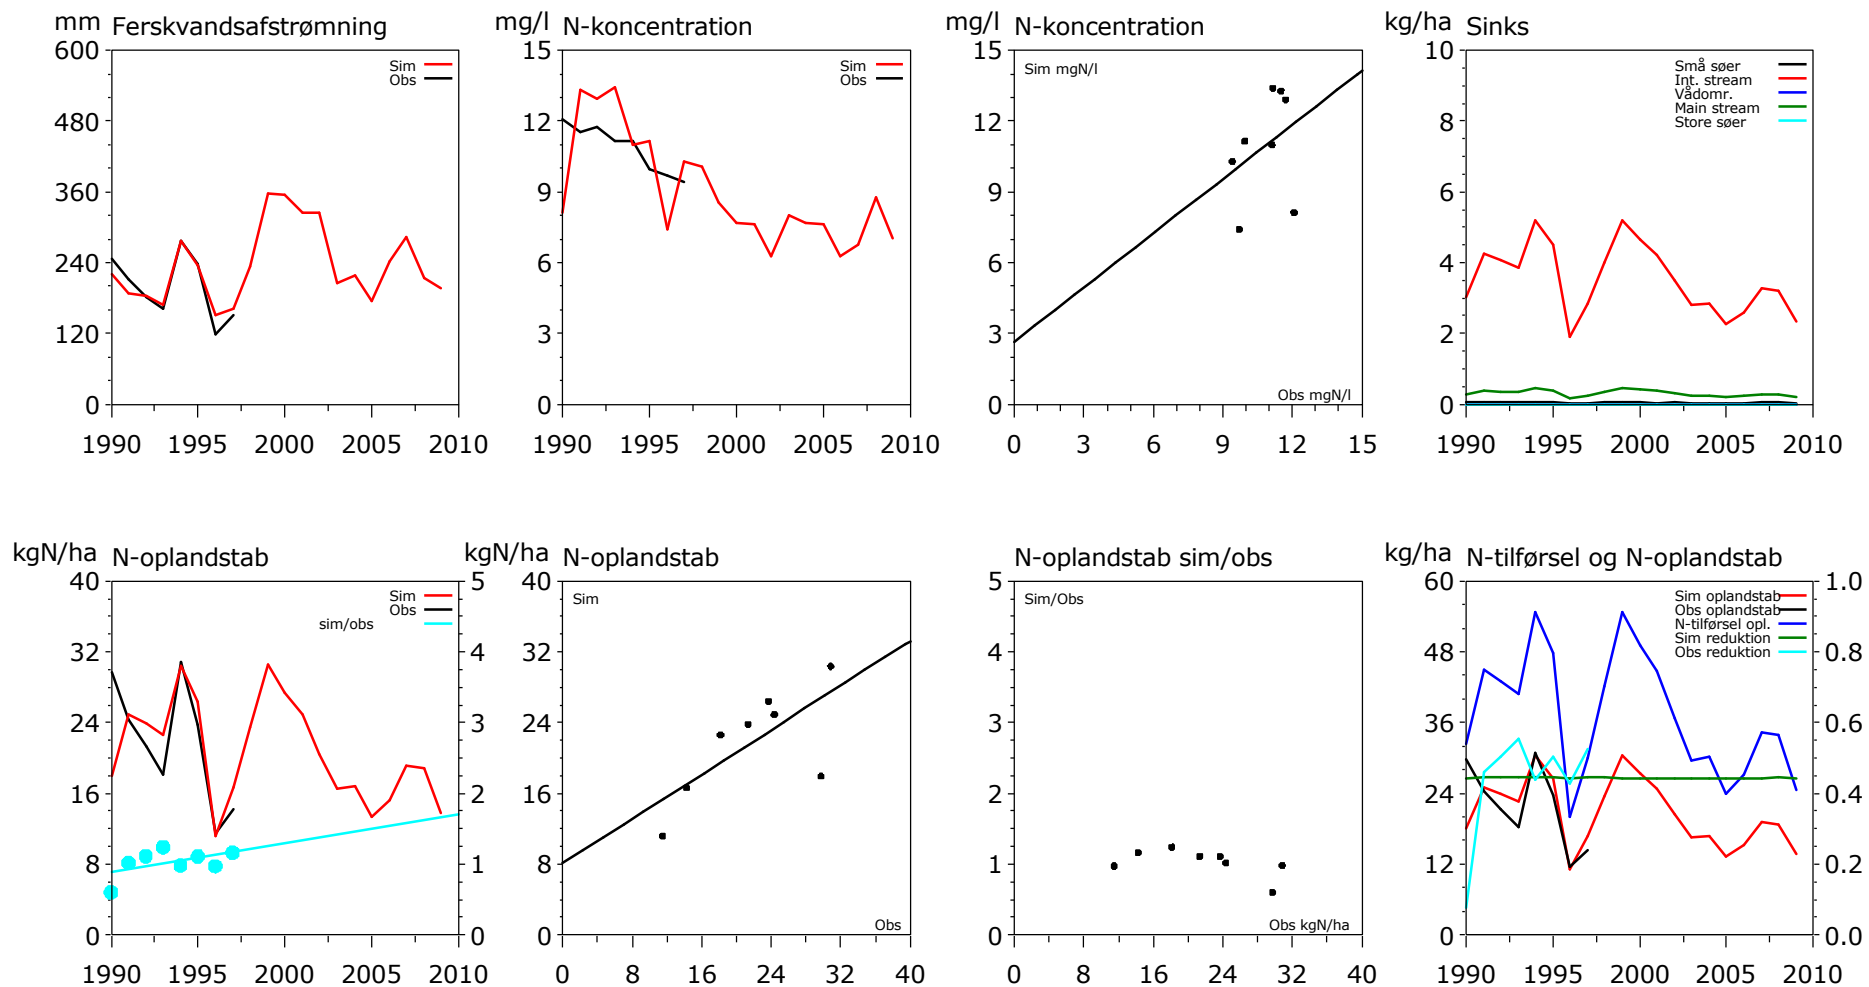 mm Ferskvandsafstrømning
600
480
360
240
120
0
Sim
Obs
1990 1995 2000 2005 2010
mg/l N-koncentration
15
12
9
6
3
0
Sim
Obs
1990 1995 2000 2005 2010
mg/l N-koncentration
15
12
9
6
3
0
Sim mgN/l
Obs mgN/l
0 3 6 9 12 15
kg/ha Sinks
10
8
6
4
2
0
Små søer
Int. stream
Vådomr.
Main stream
Store søer
1990 1995 2000 2005 2010
kgN/ha N-oplandstab
40
32
24
16
8
0
Sim
Obs
sim/obs
5
4
3
2
1
0
1990 1995 2000 2005 2010
kgN/ha N-oplandstab
40
32
24
16
8
0
Sim
Obs
0 8 16 24 32 40
N-oplandstab sim/obs
5
4
3
2
1
0
Sim/Obs
Obs kgN/ha
0 8 16 24 32 40
kg/ha N-tilførsel og N-oplandstab
60
48
36
24
12
0
Sim oplandstab
Obs oplandstab
N-tilførsel opl.
Sim reduktion
Obs reduktion
1.0
0.8
0.6
0.4
0.2
0.0
1990 1995 2000 2005 2010